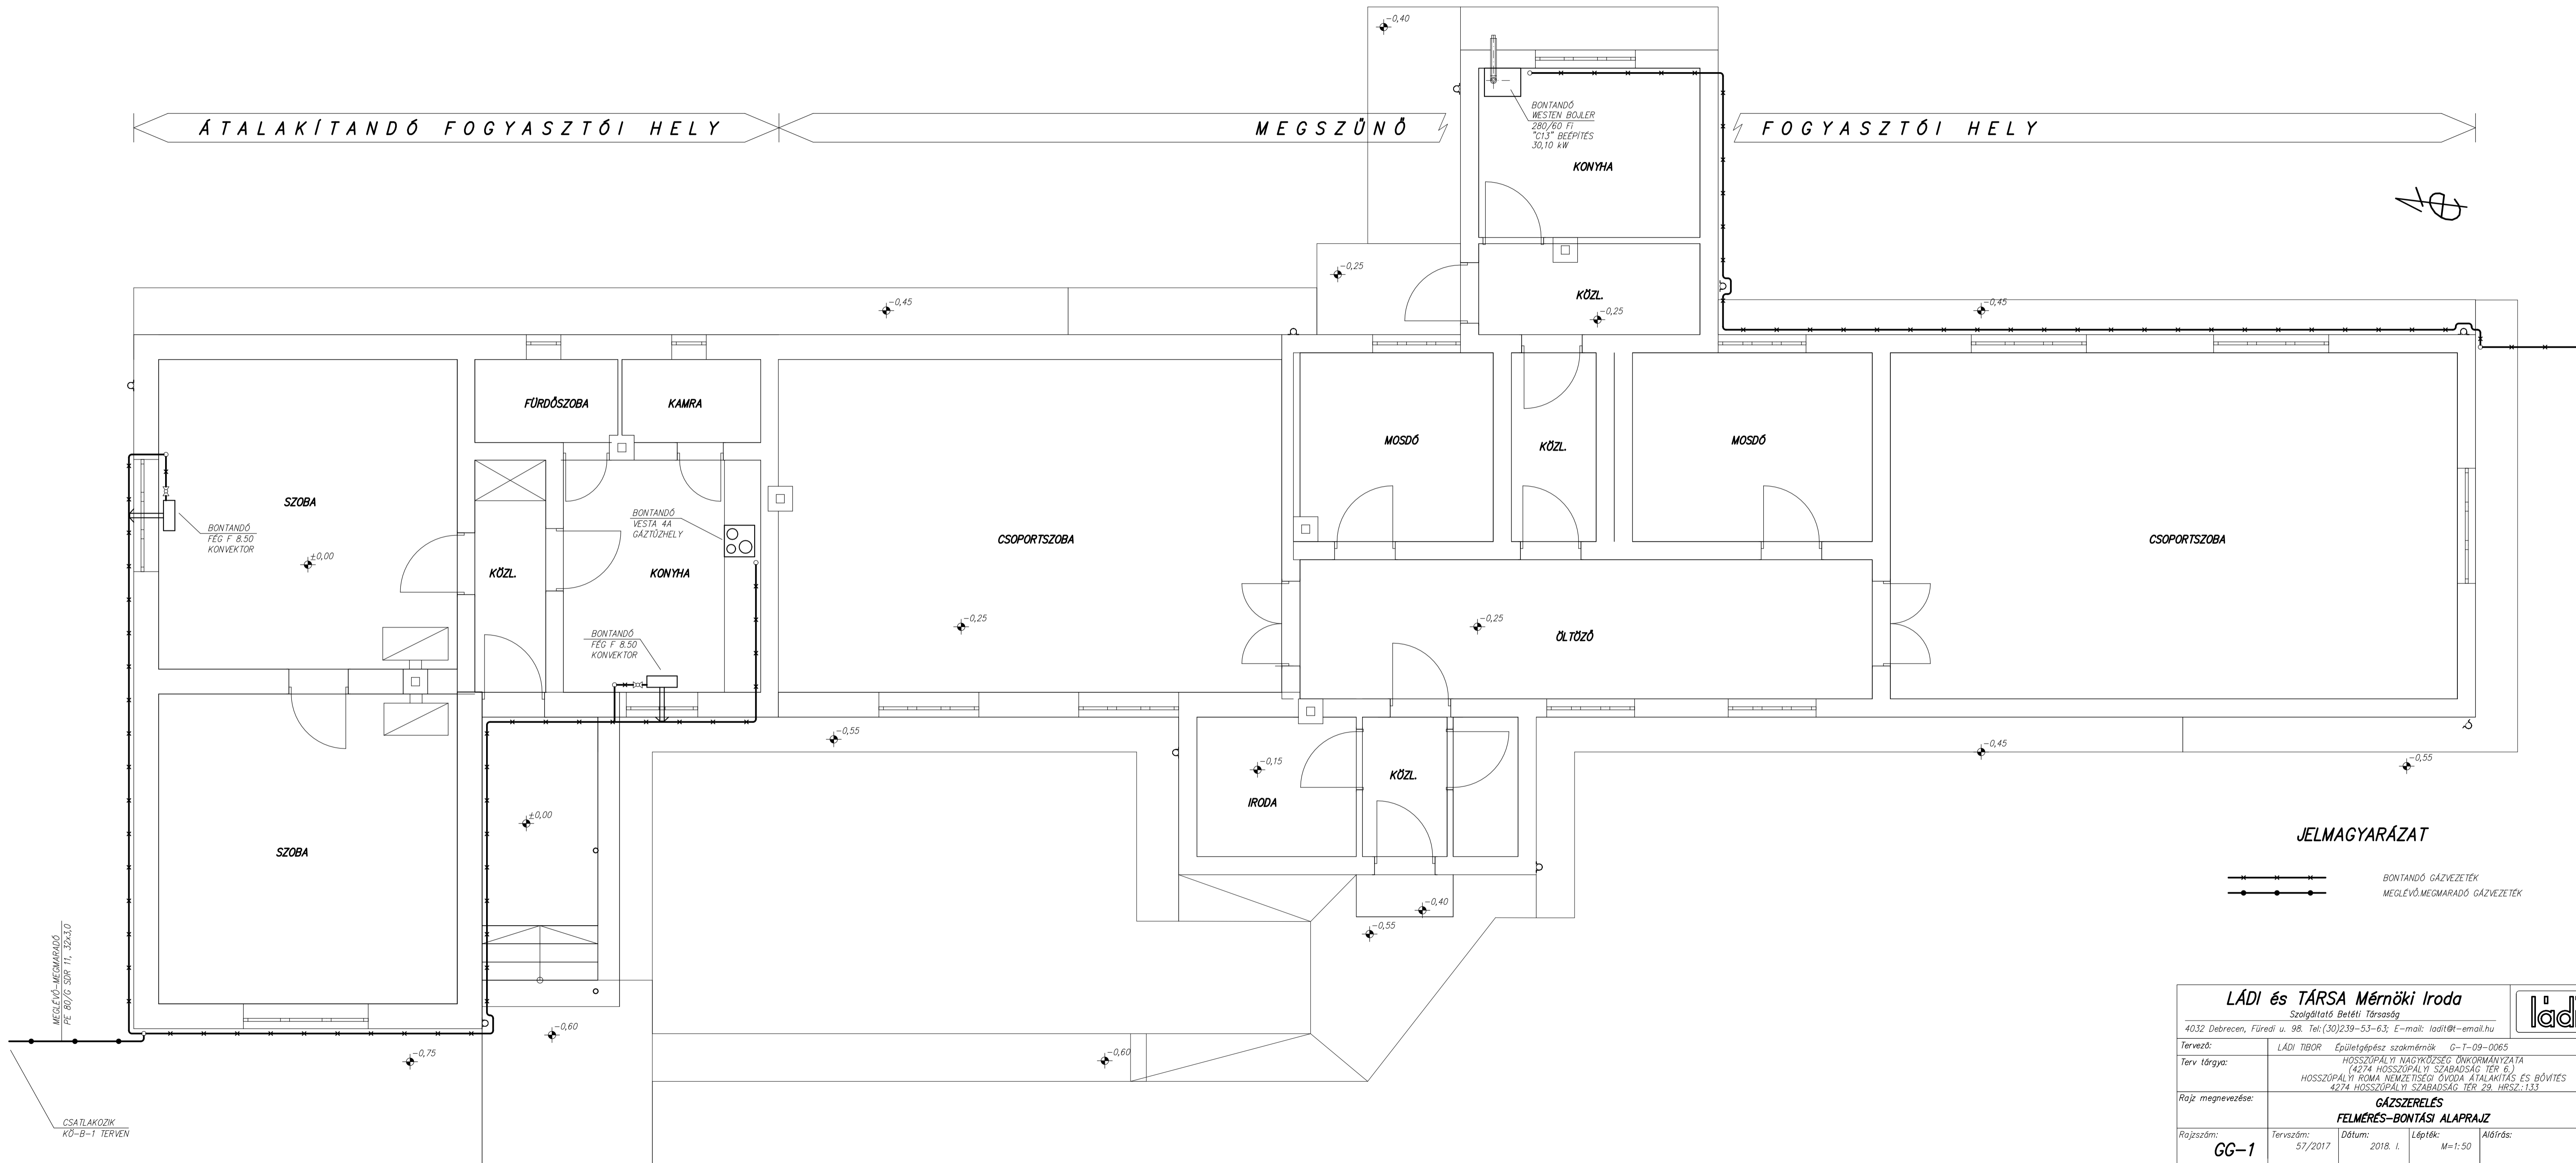 -0,40
ÁTALAKÍTANDÓ FOGYASZTÓI HELY
MEGSZŰNŐ
FOGYASZTÓI HELY
BONTANDÓ
WESTEN BOJLER
280/60 Fi
"C13" BEÉPÍTÉS
30,10 kW
KONYHA
-0,25
KÖZL.
-0,25
-0,45
-0,45
FÜRDŐSZOBA
KAMRA
MOSDÓ
KÖZL.
MOSDÓ
SZOBA
BONTANDÓ
FÉG F 8.50
KONVEKTOR
±0,00
BONTANDÓ
VESTA 4A
GÁZTŰZHELY
KÖZL.
KONYHA
CSOPORTSZOBA
CSOPORTSZOBA
-0,25
-0,25
ÖLTÖZŐ
BONTANDÓ
FÉG F 8.50
KONVEKTOR
-0,55
-0,15
-0,45
-0,55
IRODA
KÖZL.
±0,00
SZOBA
-0,40
-0,55
-0,60
-0,75
-0,60
MEGLÉVŐ-MEGMARADÓ
PE 80/G SDR 11, 32x3,0
CSATLAKOZIK
KÖ-B-1 TERVEN
JELMAGYARÁZAT
BONTANDÓ GÁZVEZETÉK
MEGLÉVŐ.MEGMARADÓ GÁZVEZETÉK
LÁDI és TÁRSA Mérnöki Iroda
Szolgáltató Betéti Társaság
4032 Debrecen, Füredi u. 98. Tel:(30)239-53-63; E-mail: ladit@t-email.hu
ládi
Tervező:
LÁDI TIBOR Épületgépész szakmérnök G-T-09-0065
Terv tárgya:
HOSSZÚPÁLYI NAGYKÖZSÉG ÖNKORMÁNYZATA
(4274 HOSSZÚPÁLYI SZABADSÁG TÉR 6.)
HOSSZÚPÁLYI ROMA NEMZETISÉGI ÓVODA ÁTALAKÍTÁS ÉS BŐVÍTÉS
4274 HOSSZÚPÁLYI SZABADSÁG TÉR 29. HRSZ.:133
Rajz megnevezése:
GÁZSZERELÉS
FELMÉRÉS-BONTÁSI ALAPRAJZ
Rajzszám:
GG-1
Tervszám:
57/2017
Dátum:
2018. I.
Lépték:
M=1:50
Aláírás: